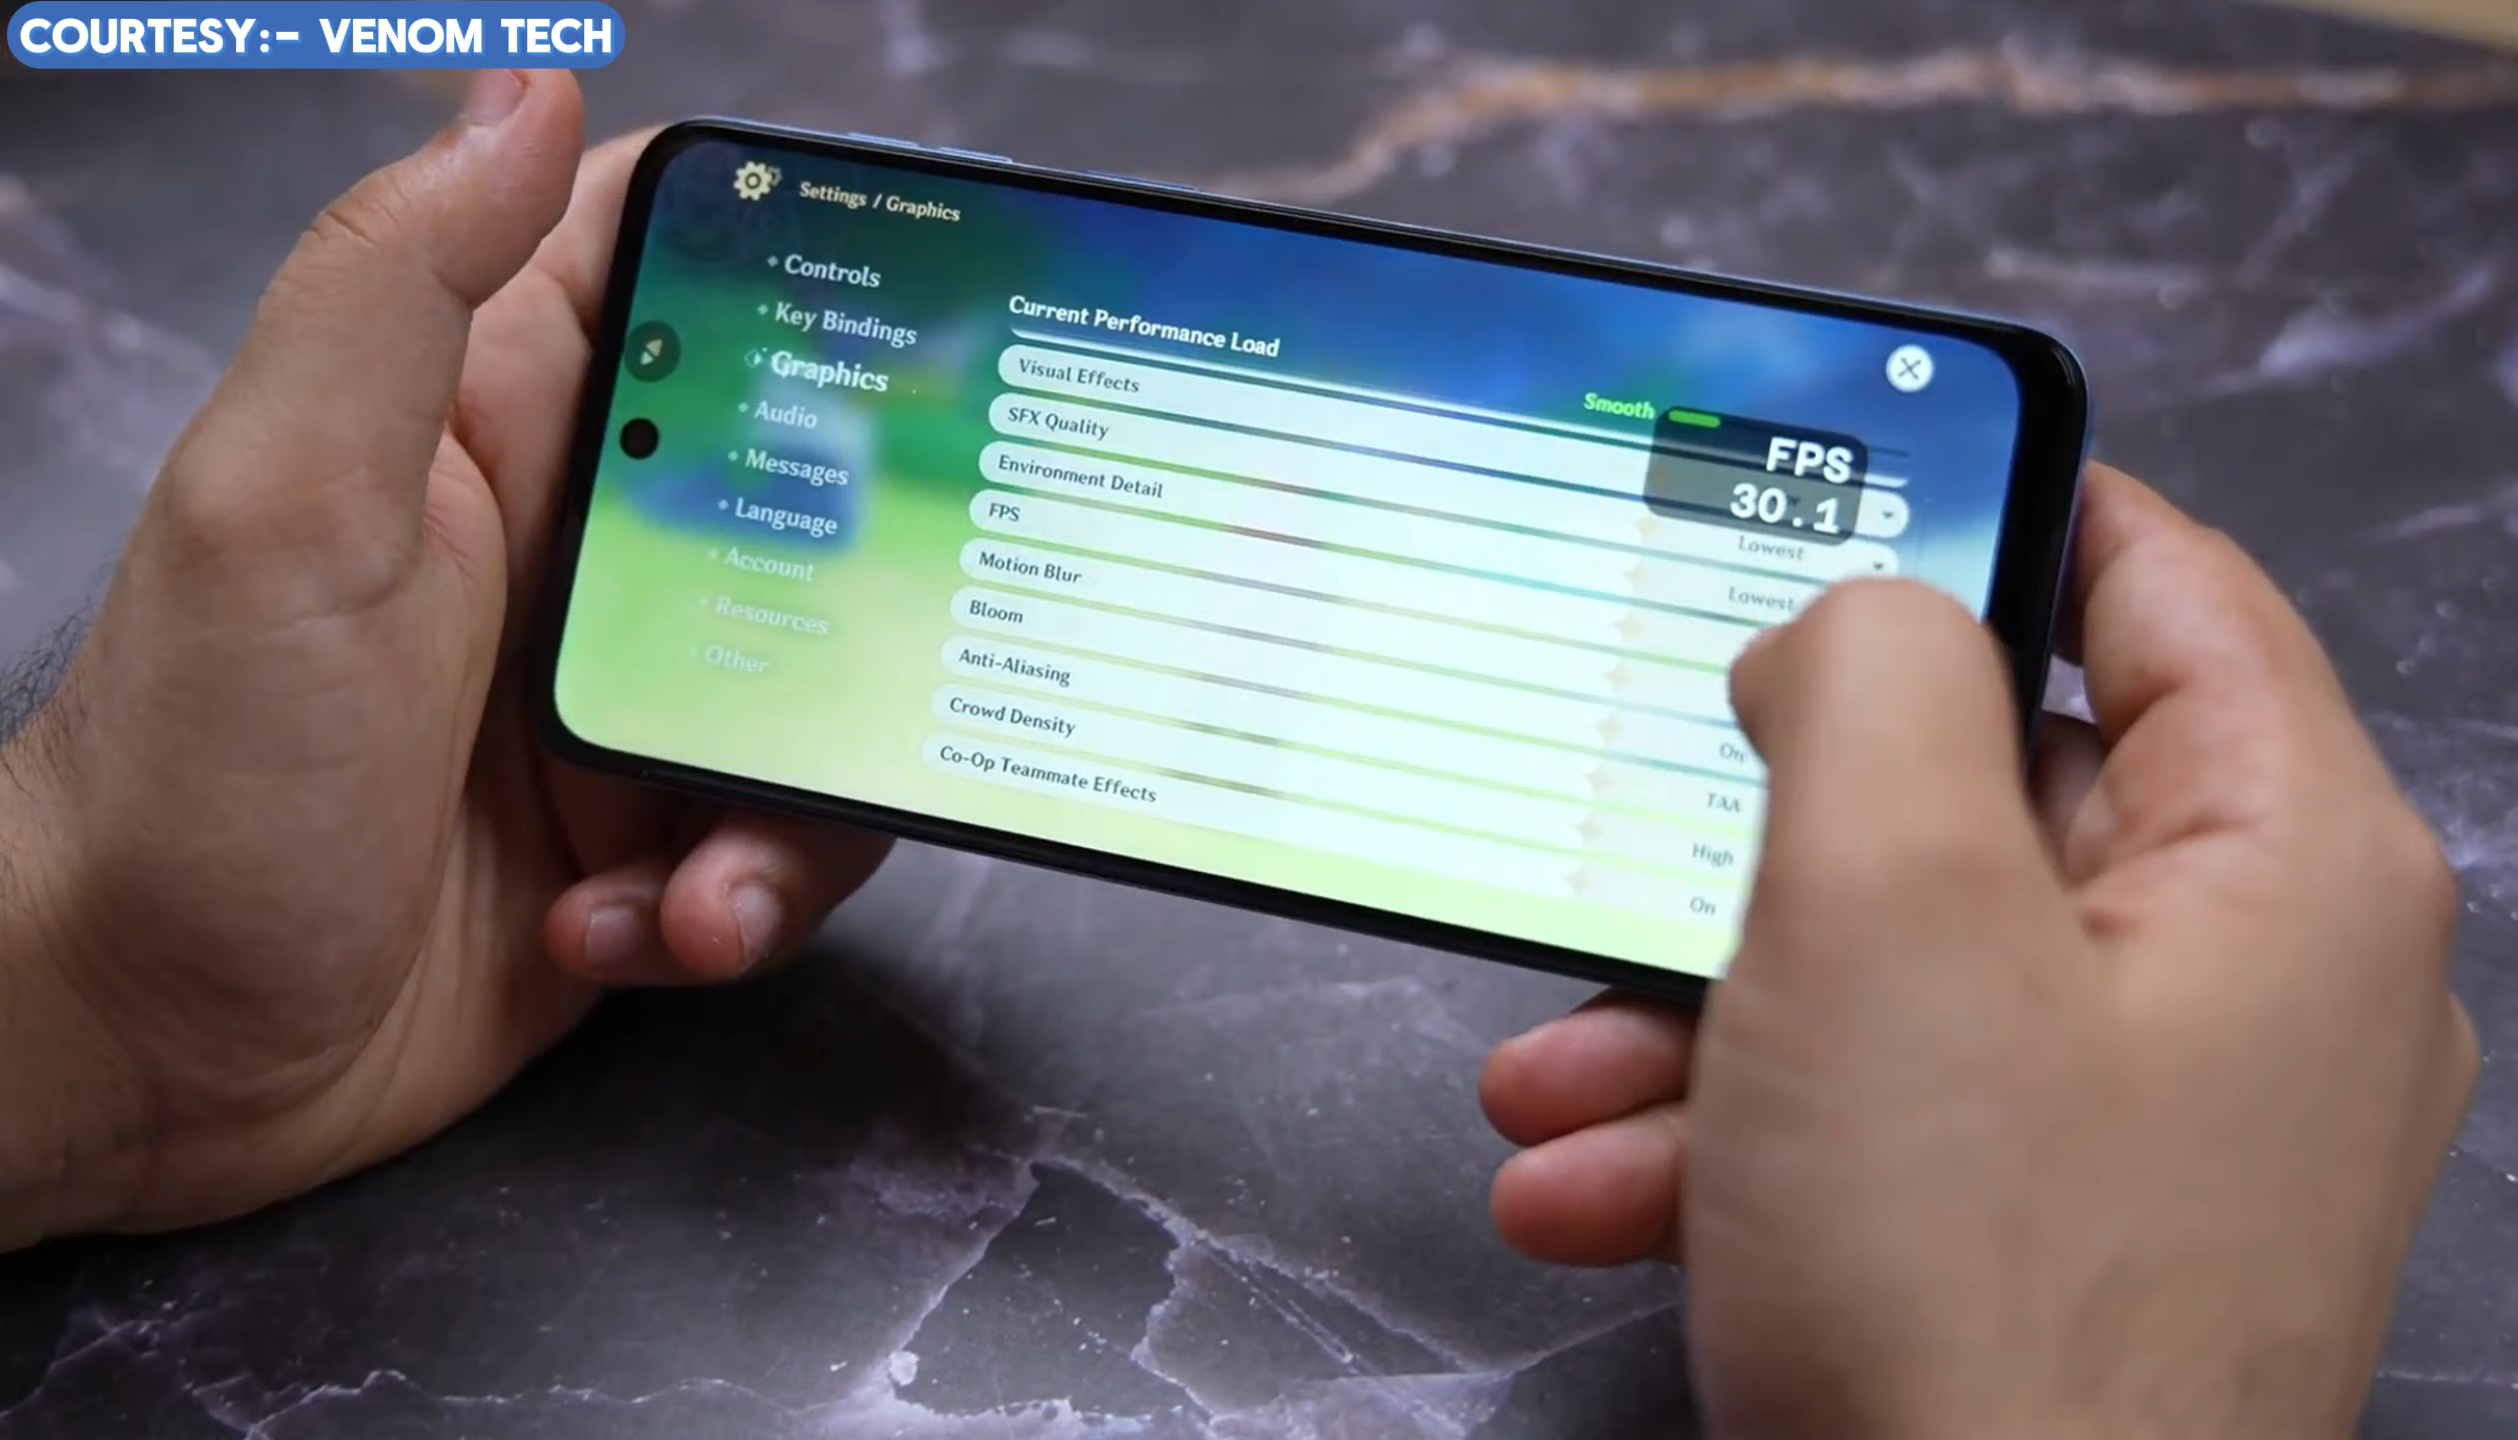 COURTESY:- VENOM TECH
Settings / Graphics
Controls
Key Bindings
Graphics
Audio
Messages
Language
Account
Resources
Other
Current Performance Load
Smooth
FPS
30.1
Visual Effects
SFX Quality
Lowest
Environment Detail
Lowest
FPS
Motion Blur
Bloom
On
Anti-Aliasing
TAA
Crowd Density
High
Co-Op Teammate Effects
On